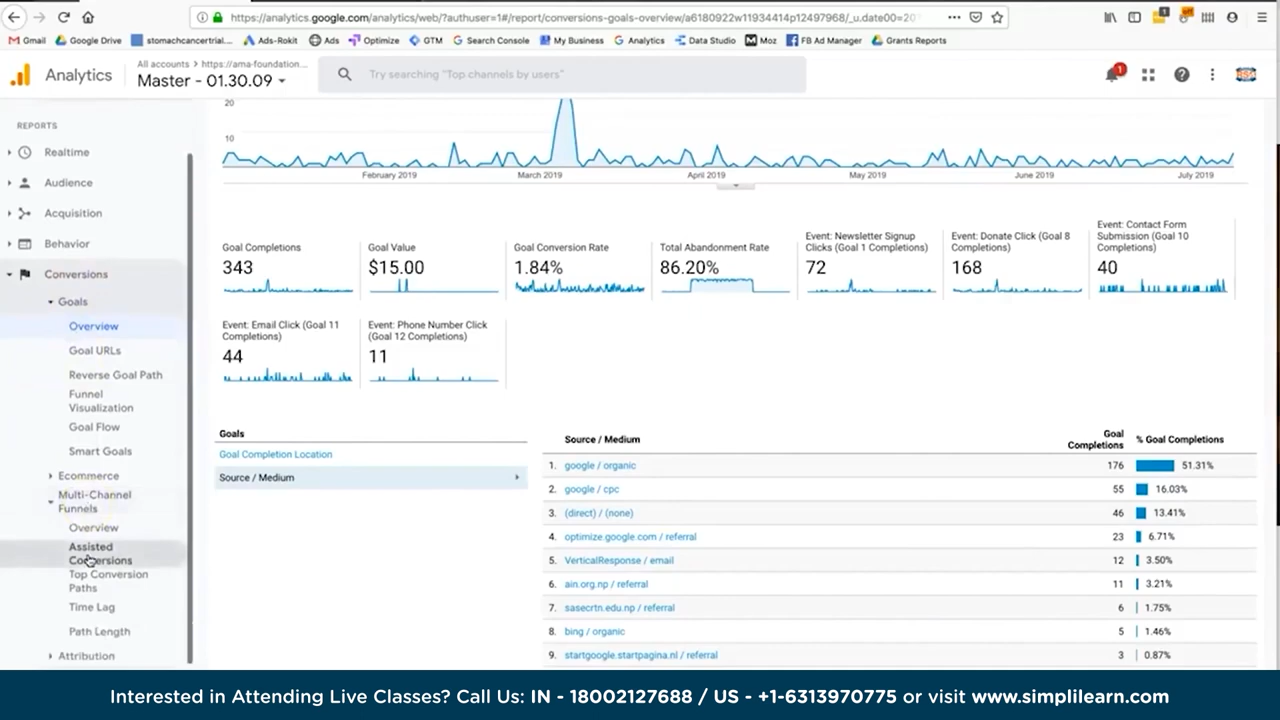 https://analytics.google.com/analytics/web/?authuser=1#/report/conversions-goals-overview/a6180922w11934414p12497968/_u.date00=20
Gmail
Google Drive
stomachcancertrial....
Ads-Rokit
Ads
Optimize
GTM
Search Console
My Business
Analytics
Data Studio
Moz
FB Ad Manager
Grants Reports
Analytics
All accounts > https://ama-foundation...
Master - 01.30.09
Try searching "Top channels by users"
1
REPORTS
Realtime
Audience
Acquisition
Behavior
Conversions
Goals
Overview
Goal URLs
Reverse Goal Path
Funnel
Visualization
Goal Flow
Smart Goals
Ecommerce
Multi-Channel
Funnels
Overview
Assisted
Conversions
Top Conversion
Paths
Time Lag
Path Length
Attribution
20
10
February 2019
March 2019
April 2019
May 2019
June 2019
July 2019
Goal Completions
343
Goal Value
$15.00
Goal Conversion Rate
1.84%
Total Abandonment Rate
86.20%
Event: Newsletter Signup
Clicks (Goal 1 Completions)
72
Event: Donate Click (Goal 8
Completions)
168
Event: Contact Form
Submission (Goal 10
Completions)
40
Event: Email Click (Goal 11
Completions)
44
Event: Phone Number Click
(Goal 12 Completions)
11
Goals
Goal Completion Location
Source / Medium
Source / Medium
Goal
Completions
% Goal Completions
1. google / organic 176 51.31%
2. google / cpc 55 16.03%
3. (direct) / (none) 46 13.41%
4. optimize.google.com / referral 23 6.71%
5. VerticalResponse / email 12 3.50%
6. ain.org.np / referral 11 3.21%
7. sasecrtn.edu.np / referral 6 1.75%
8. bing / organic 5 1.46%
9. startgoogle.startpagina.nl / referral 3 0.87%
Interested in Attending Live Classes? Call Us: IN - 18002127688 / US - +1-6313970775 or visit www.simplilearn.com